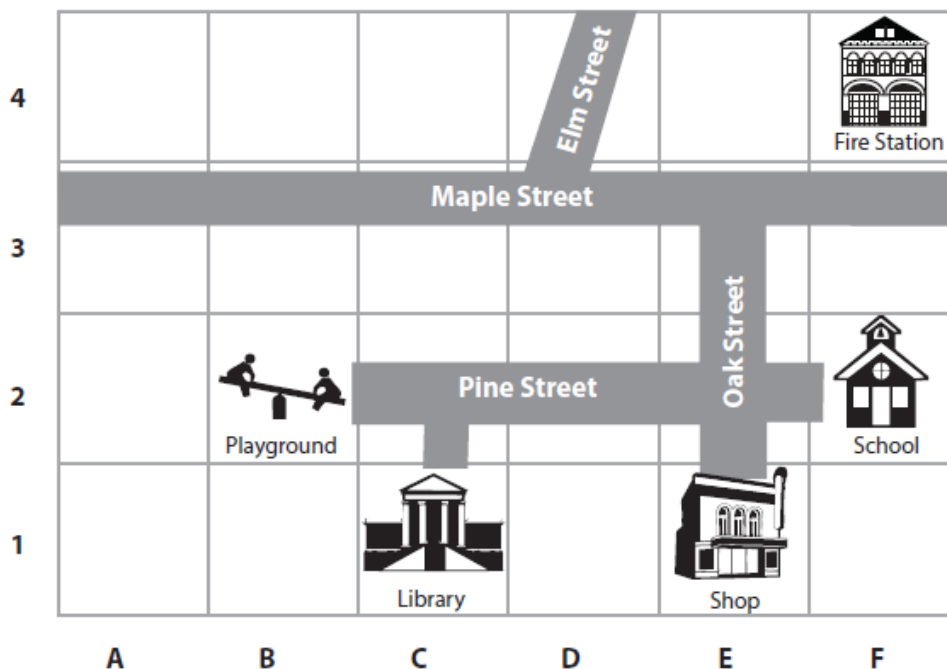 4
Elm Street
Fire Station
Maple Street
3
Oak Street
2
Pine Street
Playground
School
1
Library
Shop
A B C D E F